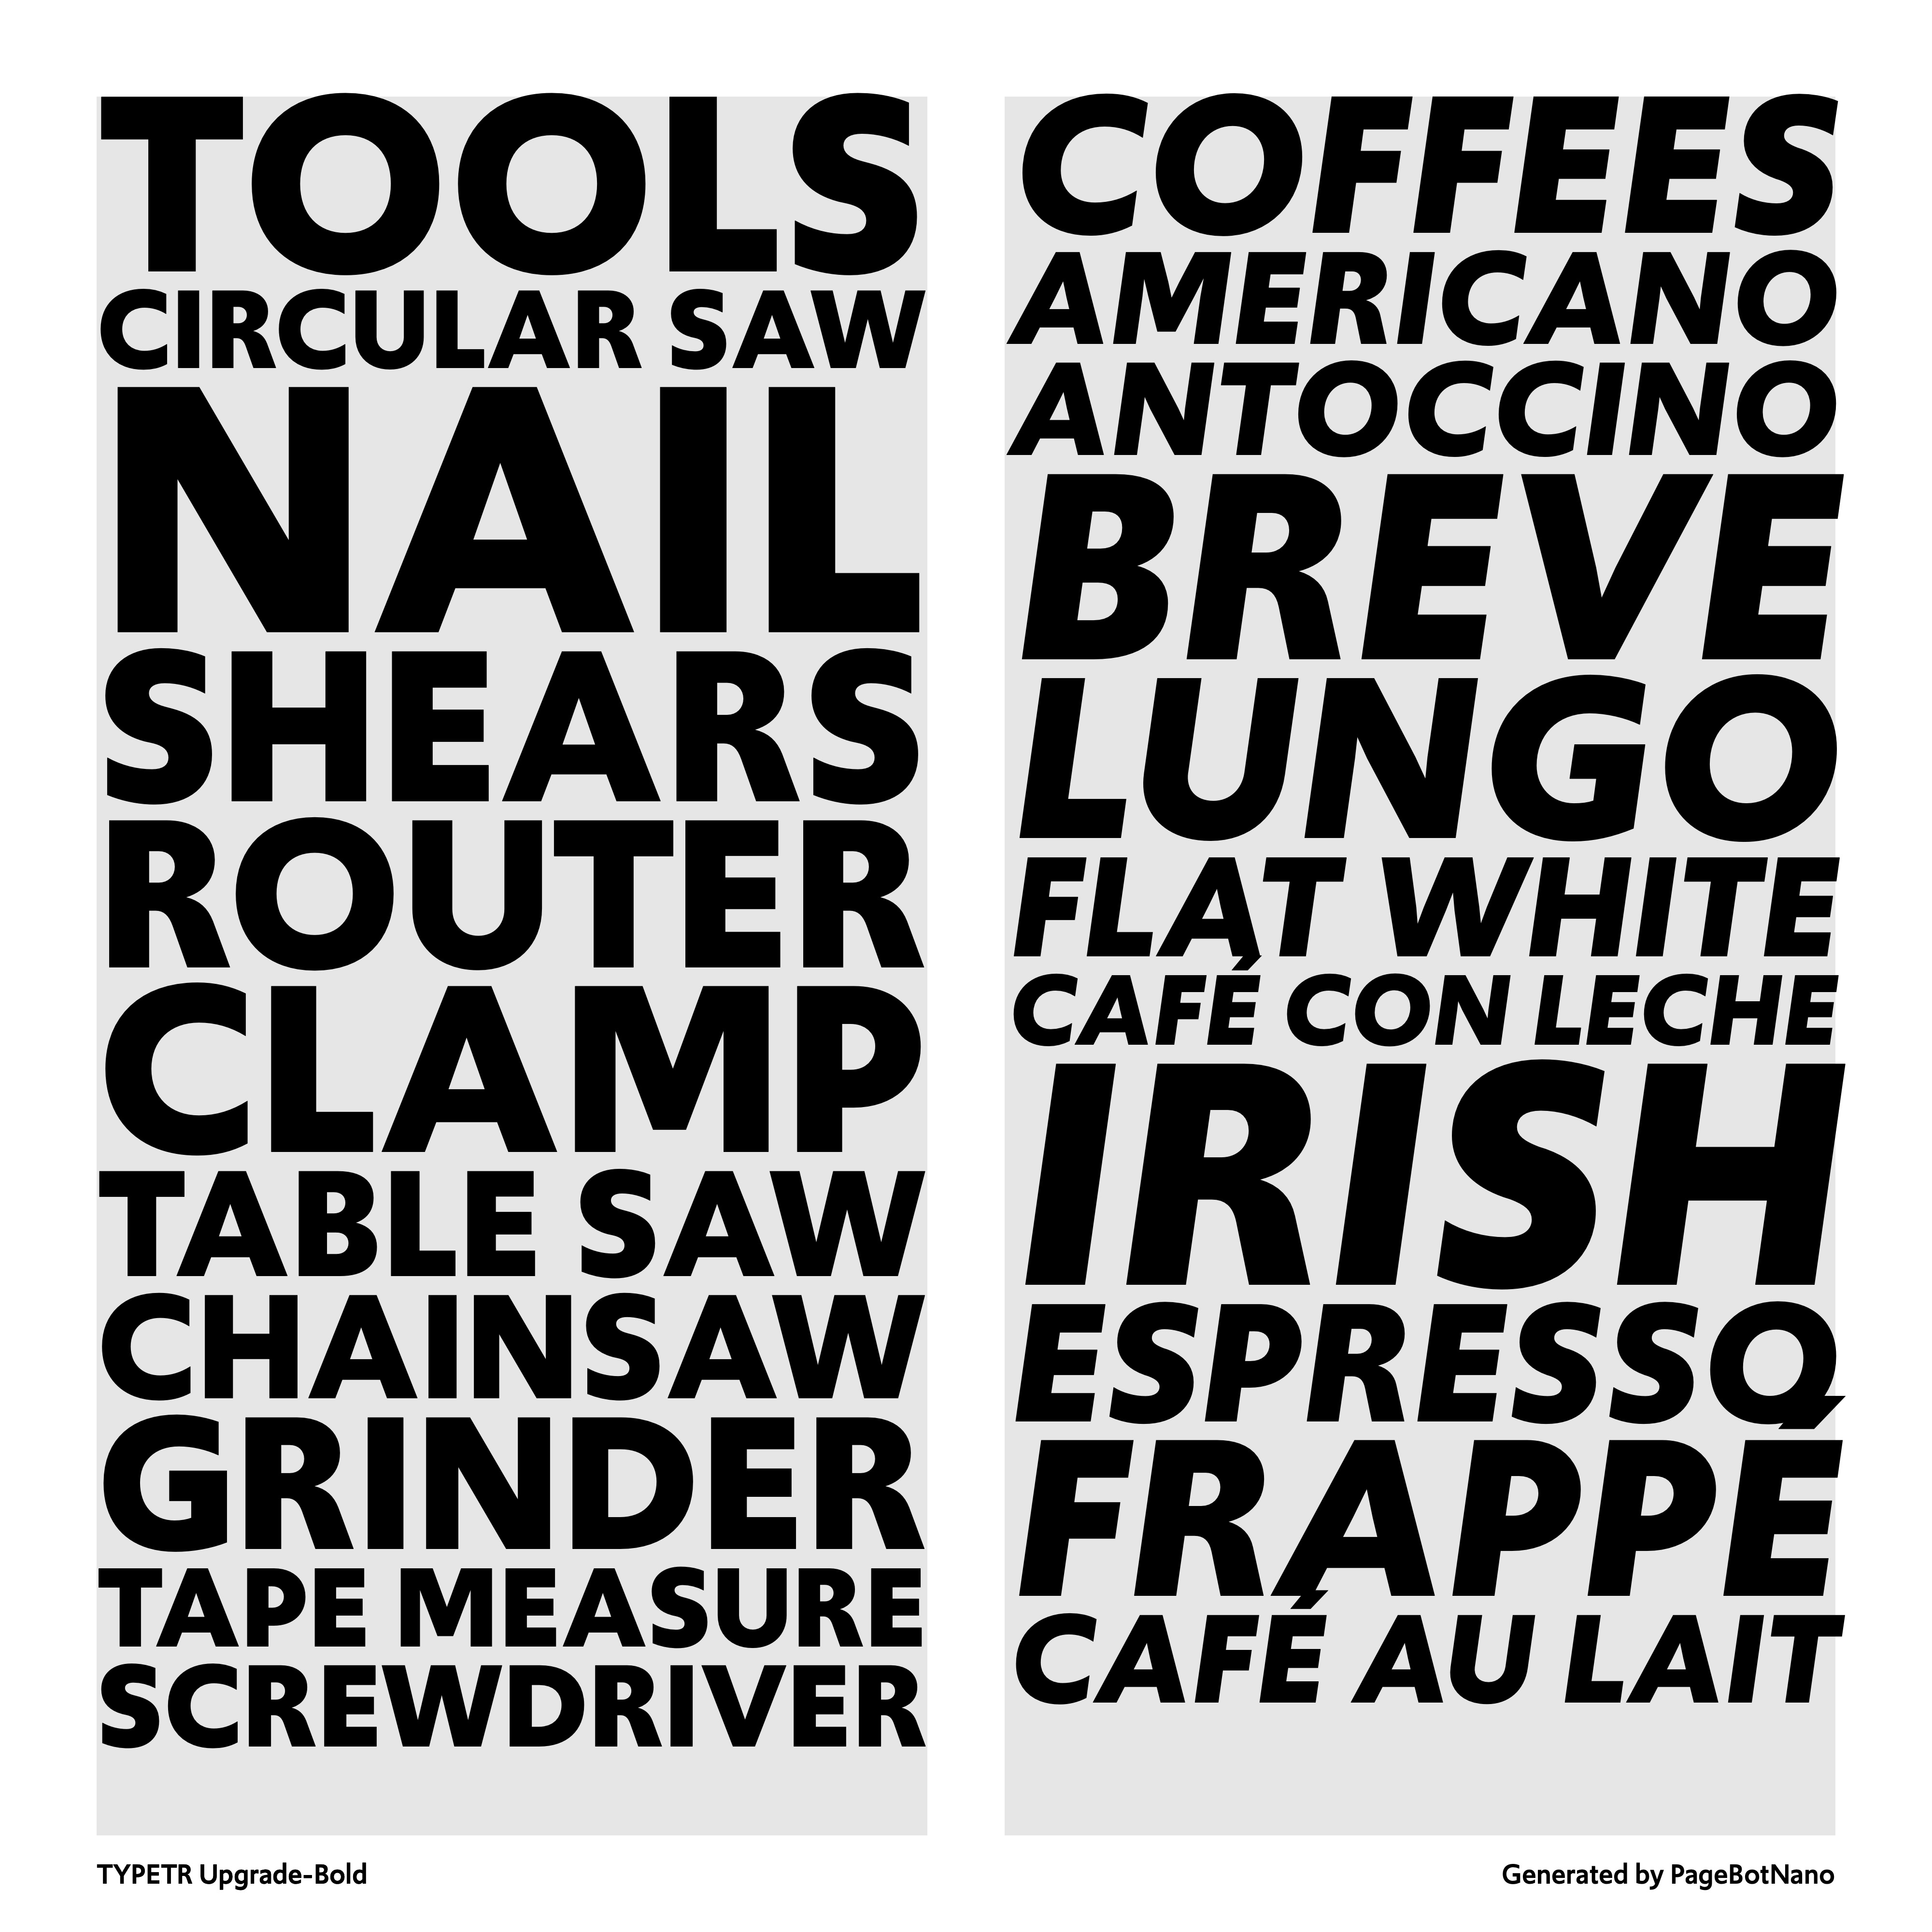 TOOLS
CIRCULAR SAW
NAIL
SHEARS
ROUTER
CLAMP
TABLE SAW
CHAINSAW
GRINDER
TAPE MEASURE
SCREWDRIVER
COFFEES
AMERICANO
ANTOCCINO
BREVE
LUNGO
FLAT WHITE
CAFÉ CON LECHE
IRISH
ESPRESSO
FRAPPÉ
CAFÉ AU LAIT
TYPETR Upgrade-Bold
Generated by PageBotNano